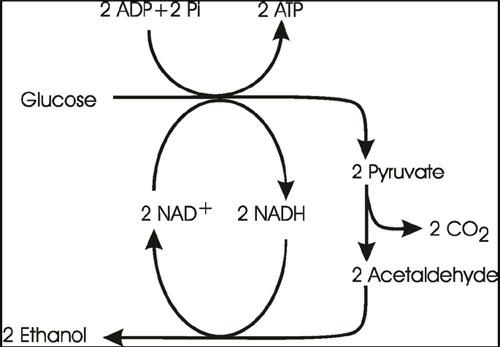 2 ADP+2 Pi
2 ATP
Glucose
2 Pyruvate
2 NAD+
2 NADH
2 CO2
2 Acetaldehyde
2 Ethanol